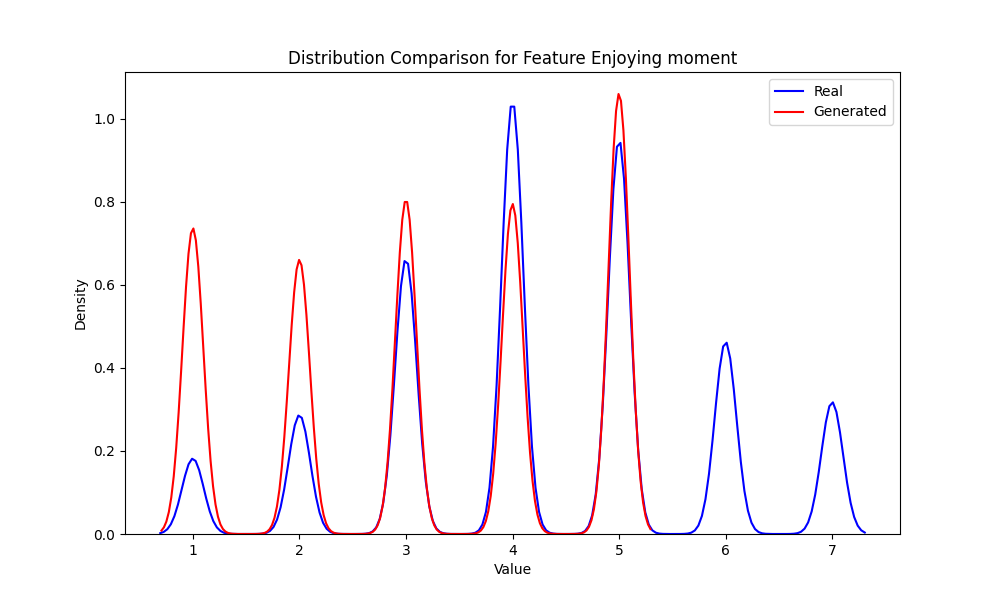 Distribution Comparison for Feature Enjoying moment
Real
Generated
1.0
0.8
0.6
0.4
0.2
0.0
Density
1 2 3 4 5 6 7
Value